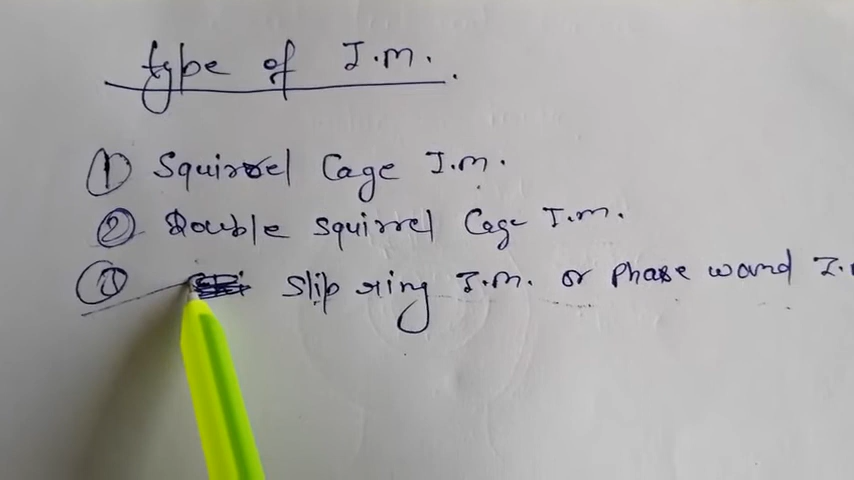 type of I.M.
① Squirrel Cage I.M.
② Double squirrel Cage I.m.
③ Slip ring I.M. or Phase wound I.